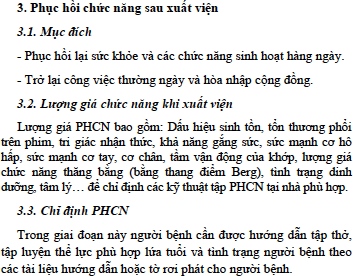 3. Phục hồi chức năng sau xuất viện
3.1. Mục đích
- Phục hồi lại sức khỏe và các chức năng sinh hoạt hàng ngày.
- Trở lại công việc thường ngày và hòa nhập cộng đồng.
3.2. Lượng giá chức năng khi xuất viện
Lượng giá PHCN bao gồm: Dấu hiệu sinh tồn, tổn thương phổi
trên phim, tri giác nhận thức, khả năng gắng sức, sức mạnh cơ hô
hấp, sức mạnh cơ tay, cơ chân, tầm vận động của khớp, lượng giá
chức năng thăng bằng (bằng thang điểm Berg), tình trạng dinh
dưỡng, tâm lý… để chỉ định các kỹ thuật tập PHCN tại nhà phù hợp.
3.3. Chỉ định PHCN
Trong giai đoạn này người bệnh cần được hướng dẫn tập thở,
tập luyện thể lực phù hợp lứa tuổi và tình trạng người bệnh theo
các tài liệu hướng dẫn hoặc tờ rơi phát cho người bệnh.